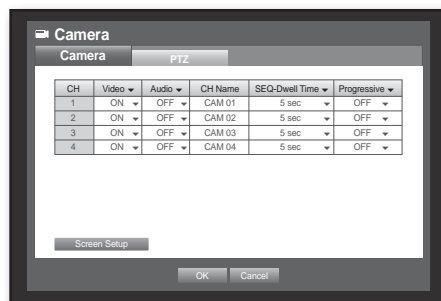 Camera
Camera PTZ
CH Video Audio CH Name SEQ-Dwell Time Progressive
1 ON OFF CAM 01 5 sec OFF
2 ON OFF CAM 02 5 sec OFF
3 ON OFF CAM 03 5 sec OFF
4 ON OFF CAM 04 5 sec OFF
Screen Setup
OK Cancel